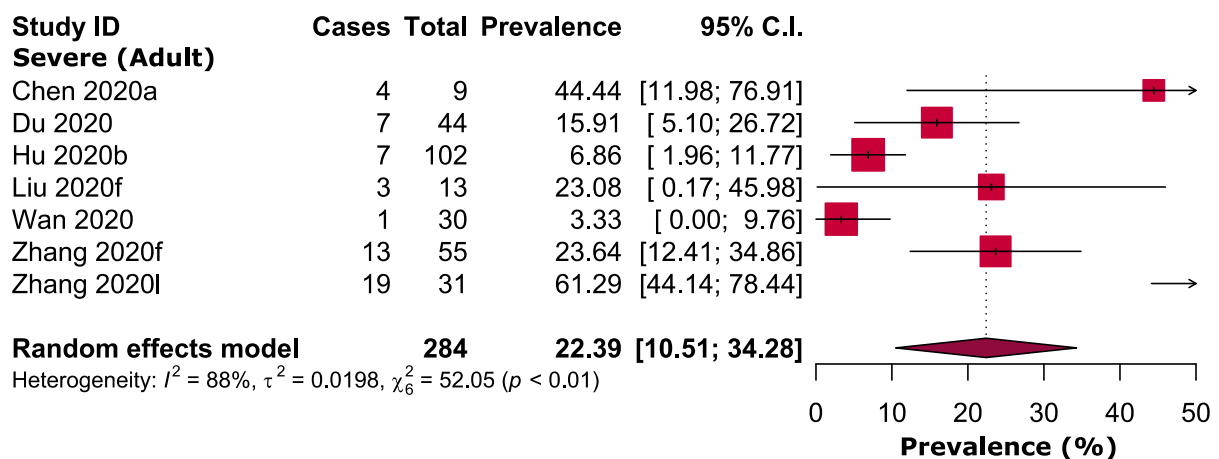 Study ID Cases Total Prevalence 95% C.I.
Severe (Adult)
Chen 2020a 4 9 44.44 [11.98; 76.91]
Du 2020 7 44 15.91 [ 5.10; 26.72]
Hu 2020b 7 102 6.86 [ 1.96; 11.77]
Liu 2020f 3 13 23.08 [ 0.17; 45.98]
Wan 2020 1 30 3.33 [ 0.00; 9.76]
Zhang 2020f 13 55 23.64 [12.41; 34.86]
Zhang 2020l 19 31 61.29 [44.14; 78.44]
Random effects model 284 22.39 [10.51; 34.28]
Heterogeneity: I² = 88%, τ² = 0.0198, χ²₆ = 52.05 (p < 0.01)
0 10 20 30 40 50
Prevalence (%)